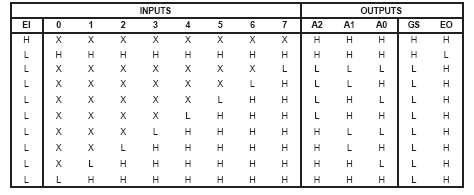 INPUTS OUTPUTS
EI 0 1 2 3 4 5 6 7 A2 A1 A0 GS EO
H X X X X X X X X H H H H H
L H H H H H H H H H H H H L
L X X X X X X X L L L L L H
L X X X X X X L H L L H L H
L X X X X X L H H L H L L H
L X X X X L H H H L H H L H
L X X X L H H H H H L L L H
L X X L H H H H H H L H L H
L X L H H H H H H H H L L H
L L H H H H H H H H H H L H